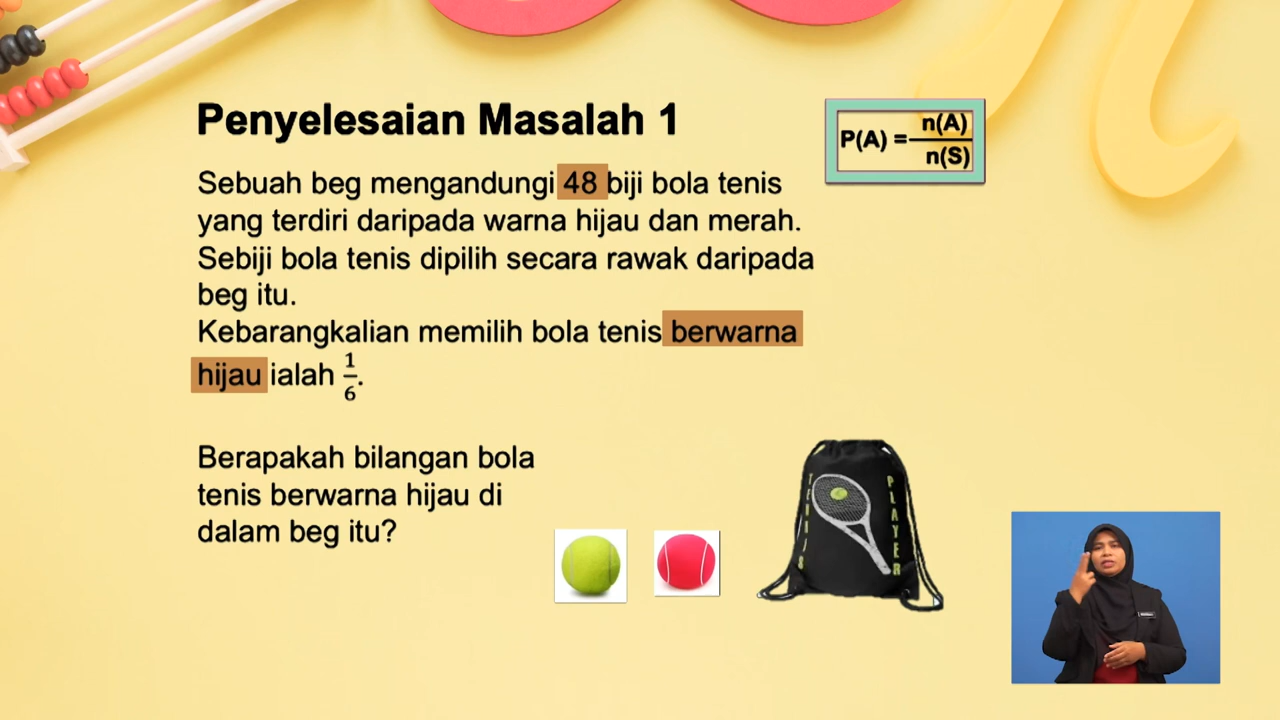 Penyelesaian Masalah 1
P(A) = n(A)/n(S)
Sebuah beg mengandungi 48 biji bola tenis
yang terdiri daripada warna hijau dan merah.
Sebiji bola tenis dipilih secara rawak daripada
beg itu.
Kebarangkalian memilih bola tenis berwarna
hijau ialah 1/6.
Berapakah bilangan bola
tenis berwarna hijau di
dalam beg itu?
TENNIS
PLAYER